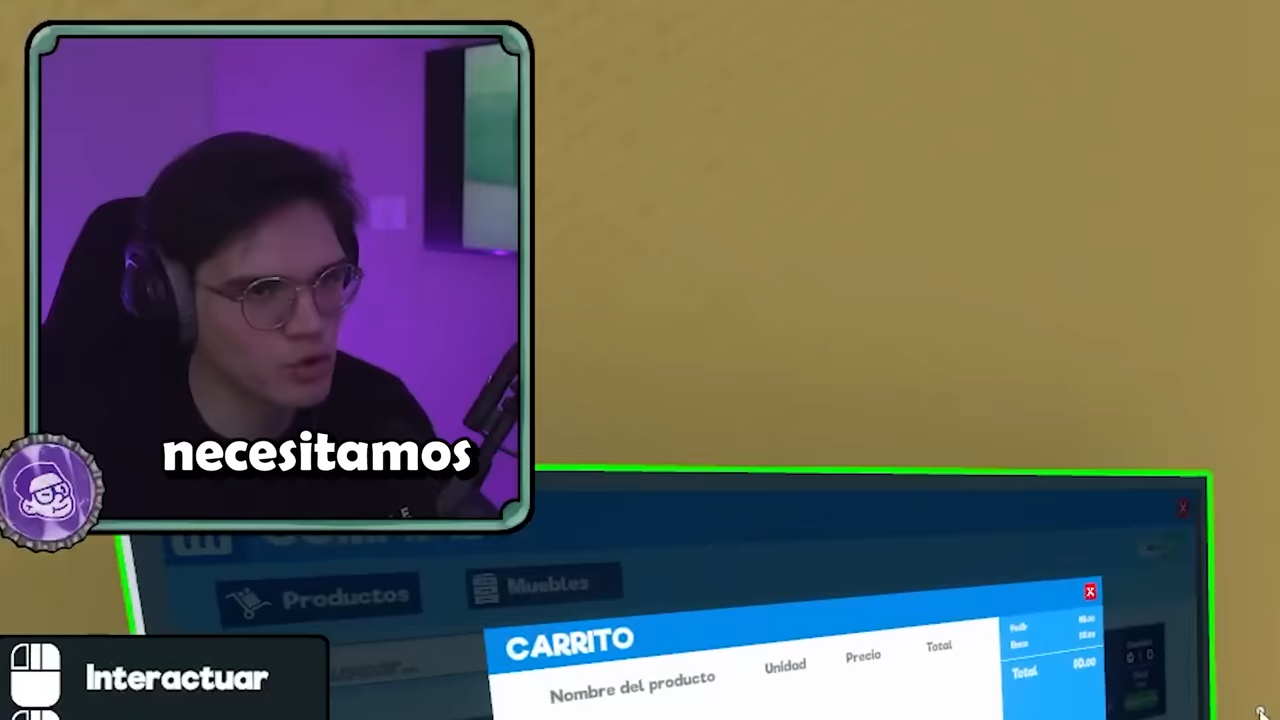 necesitamos
Productos
Muebles
CARRITO
Nombre del producto
Unidad
Precio
Total
Total
Interactuar